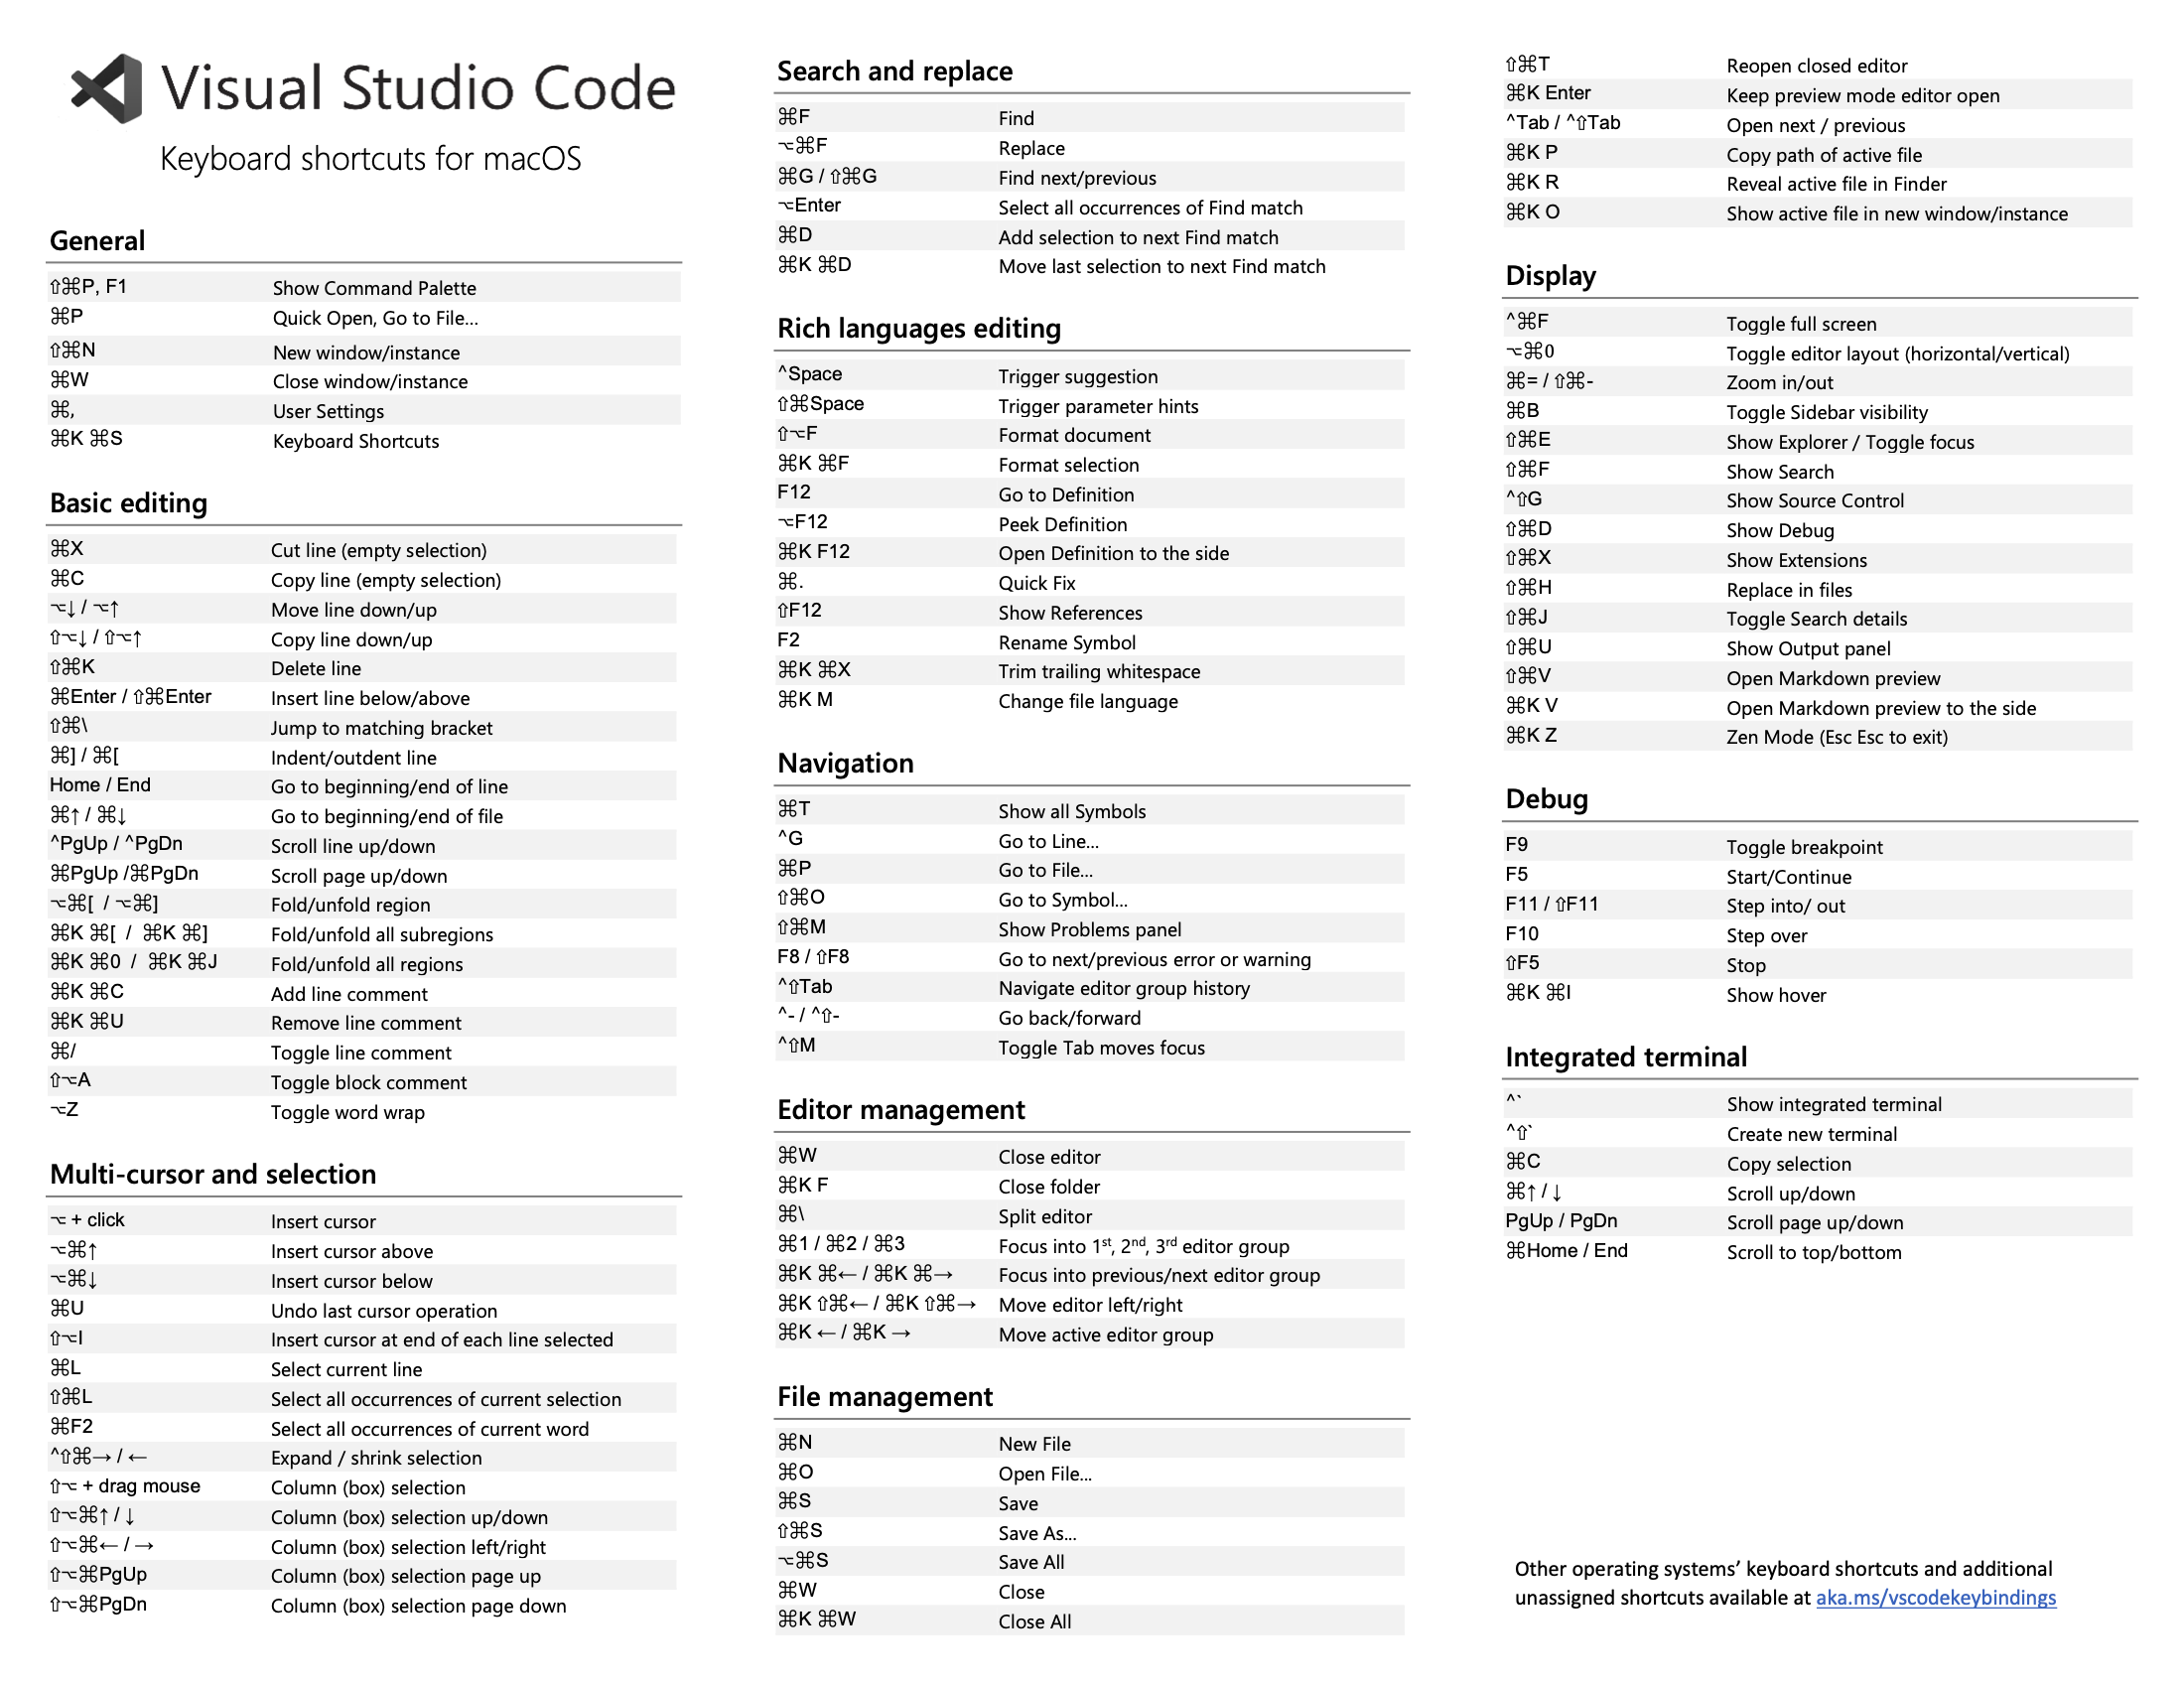 Visual Studio Code
Keyboard shortcuts for macOS
General
⇧⌘P, F1 Show Command Palette
⌘P Quick Open, Go to File…
⇧⌘N New window/instance
⌘W Close window/instance
⌘, User Settings
⌘K ⌘S Keyboard Shortcuts
Basic editing
⌘X Cut line (empty selection)
⌘C Copy line (empty selection)
⌥↓ / ⌥↑ Move line down/up
⇧⌥↓ / ⇧⌥↑ Copy line down/up
⇧⌘K Delete line
⌘Enter / ⇧⌘Enter Insert line below/above
⇧⌘\ Jump to matching bracket
⌘] / ⌘[ Indent/outdent line
Home / End Go to beginning/end of line
⌘↑ / ⌘↓ Go to beginning/end of file
^PgUp / ^PgDn Scroll line up/down
⌘PgUp /⌘PgDn Scroll page up/down
⌥⌘[ / ⌥⌘] Fold/unfold region
⌘K ⌘[ / ⌘K ⌘] Fold/unfold all subregions
⌘K ⌘0 / ⌘K ⌘J Fold/unfold all regions
⌘K ⌘C Add line comment
⌘K ⌘U Remove line comment
⌘/ Toggle line comment
⇧⌥A Toggle block comment
⌥Z Toggle word wrap
Multi-cursor and selection
⌥ + click Insert cursor
⌥⌘↑ Insert cursor above
⌥⌘↓ Insert cursor below
⌘U Undo last cursor operation
⇧⌥I Insert cursor at end of each line selected
⌘L Select current line
⇧⌘L Select all occurrences of current selection
⌘F2 Select all occurrences of current word
^⇧⌘→ / ← Expand / shrink selection
⇧⌥ + drag mouse Column (box) selection
⇧⌥⌘↑ / ↓ Column (box) selection up/down
⇧⌥⌘← / → Column (box) selection left/right
⇧⌥⌘PgUp Column (box) selection page up
⇧⌥⌘PgDn Column (box) selection page down
Search and replace
⌘F Find
⌥⌘F Replace
⌘G / ⇧⌘G Find next/previous
⌥Enter Select all occurrences of Find match
⌘D Add selection to next Find match
⌘K ⌘D Move last selection to next Find match
Rich languages editing
^Space Trigger suggestion
⇧⌘Space Trigger parameter hints
⇧⌥F Format document
⌘K ⌘F Format selection
F12 Go to Definition
⌥F12 Peek Definition
⌘K F12 Open Definition to the side
⌘. Quick Fix
⇧F12 Show References
F2 Rename Symbol
⌘K ⌘X Trim trailing whitespace
⌘K M Change file language
Navigation
⌘T Show all Symbols
^G Go to Line...
⌘P Go to File...
⇧⌘O Go to Symbol...
⇧⌘M Show Problems panel
F8 / ⇧F8 Go to next/previous error or warning
^⇧Tab Navigate editor group history
^- / ^⇧- Go back/forward
^⇧M Toggle Tab moves focus
Editor management
⌘W Close editor
⌘K F Close folder
⌘\ Split editor
⌘1 / ⌘2 / ⌘3 Focus into 1st, 2nd, 3rd editor group
⌘K ⌘← / ⌘K ⌘→ Focus into previous/next editor group
⌘K ⇧⌘← / ⌘K ⇧⌘→ Move editor left/right
⌘K ← / ⌘K → Move active editor group
File management
⌘N New File
⌘O Open File...
⌘S Save
⇧⌘S Save As...
⌥⌘S Save All
⌘W Close
⌘K ⌘W Close All
⇧⌘T Reopen closed editor
⌘K Enter Keep preview mode editor open
^Tab / ^⇧Tab Open next / previous
⌘K P Copy path of active file
⌘K R Reveal active file in Finder
⌘K O Show active file in new window/instance
Display
^⌘F Toggle full screen
⌥⌘0 Toggle editor layout (horizontal/vertical)
⌘= / ⇧⌘- Zoom in/out
⌘B Toggle Sidebar visibility
⇧⌘E Show Explorer / Toggle focus
⇧⌘F Show Search
^⇧G Show Source Control
⇧⌘D Show Debug
⇧⌘X Show Extensions
⇧⌘H Replace in files
⇧⌘J Toggle Search details
⇧⌘U Show Output panel
⇧⌘V Open Markdown preview
⌘K V Open Markdown preview to the side
⌘K Z Zen Mode (Esc Esc to exit)
Debug
F9 Toggle breakpoint
F5 Start/Continue
F11 / ⇧F11 Step into/ out
F10 Step over
⇧F5 Stop
⌘K ⌘I Show hover
Integrated terminal
^` Show integrated terminal
^⇧` Create new terminal
⌘C Copy selection
⌘↑ / ↓ Scroll up/down
PgUp / PgDn Scroll page up/down
⌘Home / End Scroll to top/bottom
Other operating systems’ keyboard shortcuts and additional
unassigned shortcuts available at aka.ms/vscodekeybindings